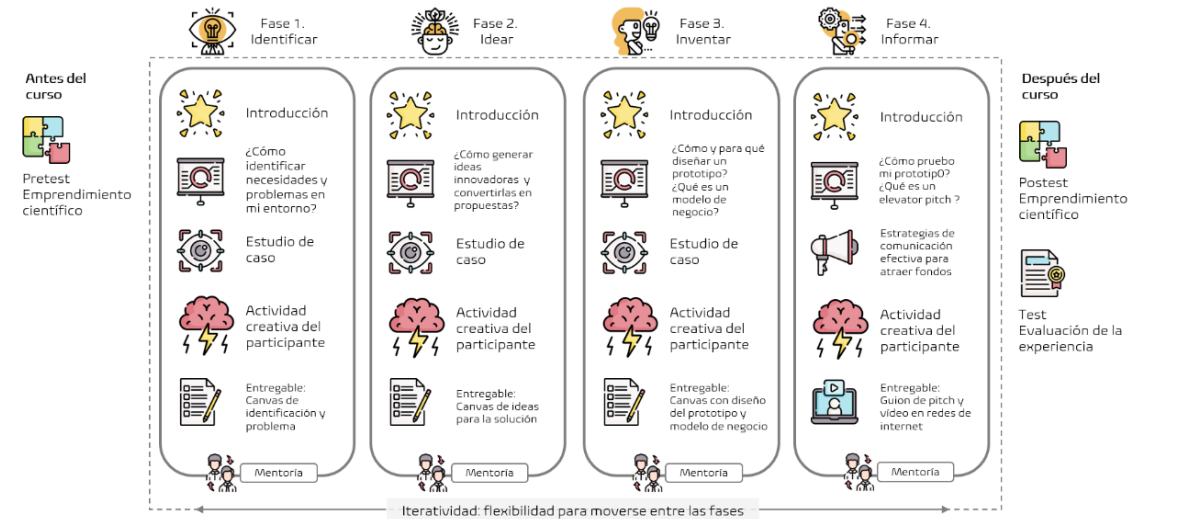 Fase 1.
Identificar
Fase 2.
Idear
Fase 3.
Inventar
Fase 4.
Informar
Antes del
curso
Pretest
Emprendimiento
científico
Introducción
¿Cómo
identificar
necesidades y
problemas en
mi entorno?
Estudio de
caso
Actividad
creativa del
participante
Entregable:
Canvas de
identificación y
problema
Mentoría
Introducción
¿Cómo generar
ideas
innovadoras y
convertirlas en
propuestas?
Estudio de
caso
Actividad
creativa del
participante
Entregable:
Canvas de ideas
para la solución
Mentoría
Introducción
¿Cómo y para qué
diseñar un
prototipo?
¿Qué es un
modelo de
negocio?
Estudio de
caso
Actividad
creativa del
participante
Entregable:
Canvas con diseño
del prototipo y
modelo de negocio
Mentoría
Introducción
¿Cómo pruebo
mi prototip0?
¿Qué es un
elevator pitch ?
Estrategias de
comunicación
efectiva para
atraer fondos
Actividad
creativa del
participante
Entregable:
Guion de pitch y
vídeo en redes de
internet
Mentoría
Después del
curso
Postest
Emprendimiento
científico
Test
Evaluación de la
experiencia
Iteratividad: flexibilidad para moverse entre las fases